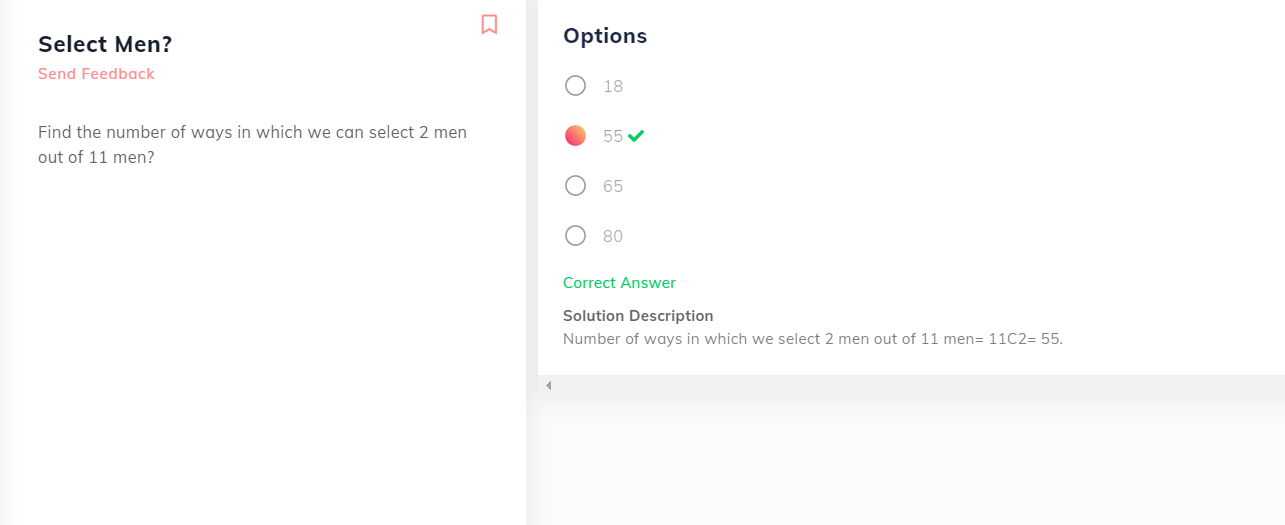 Select Men?
Send Feedback
Find the number of ways in which we can select 2 men
out of 11 men?
Options
18
55
65
80
Correct Answer
Solution Description
Number of ways in which we select 2 men out of 11 men= 11C2= 55.